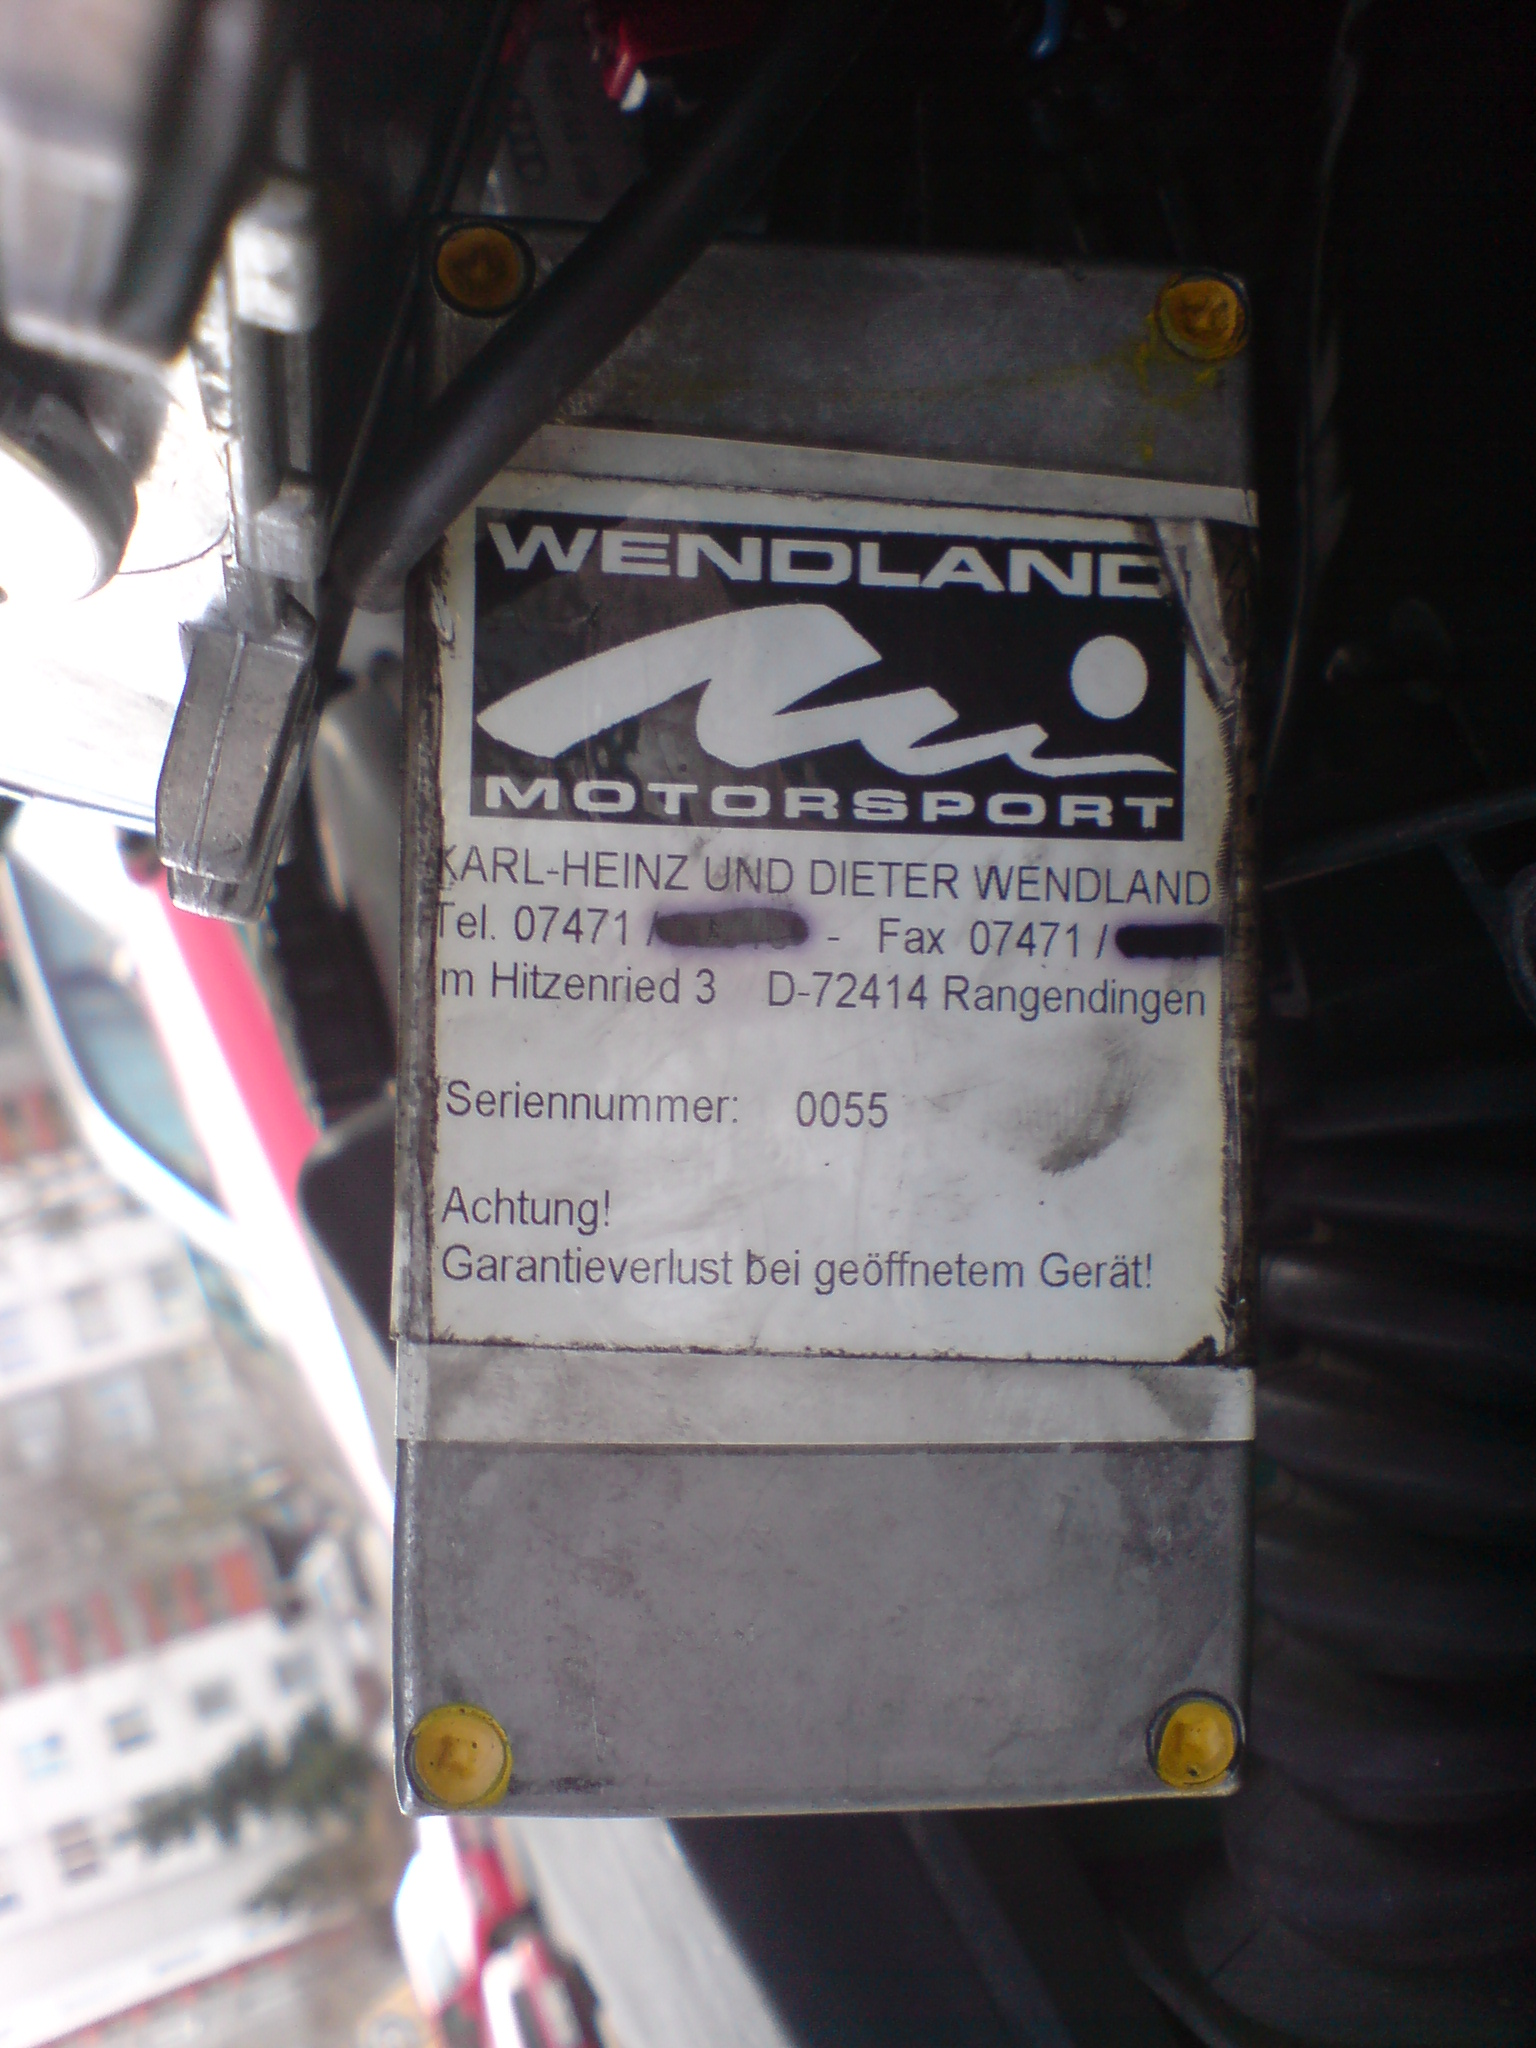 WENDLAND
MOTORSPORT
KARL-HEINZ UND DIETER WENDLAND
Tel. 07471 / - Fax 07471 /
m Hitzenried 3 D-72414 Rangendingen
Seriennummer: 0055
Achtung!
Garantieverlust bei geöffnetem Gerät!